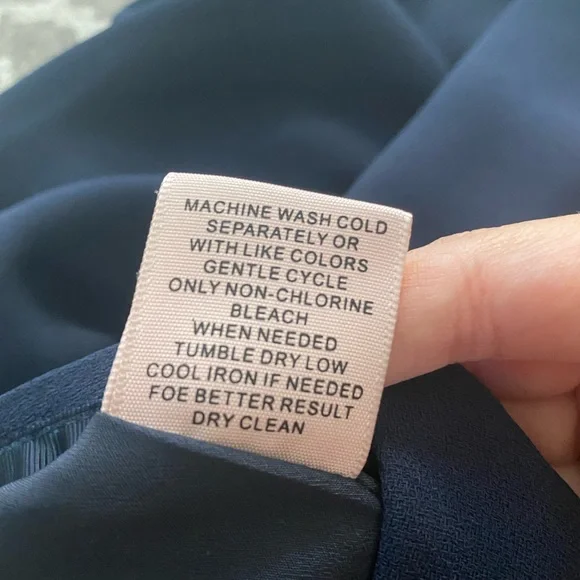 MACHINE WASH COLD
SEPARATELY OR
WITH LIKE COLORS
GENTLE CYCLE
ONLY NON-CHLORINE
BLEACH
WHEN NEEDED
TUMBLE DRY LOW
COOL IRON IF NEEDED
FOE BETTER RESULT
DRY CLEAN